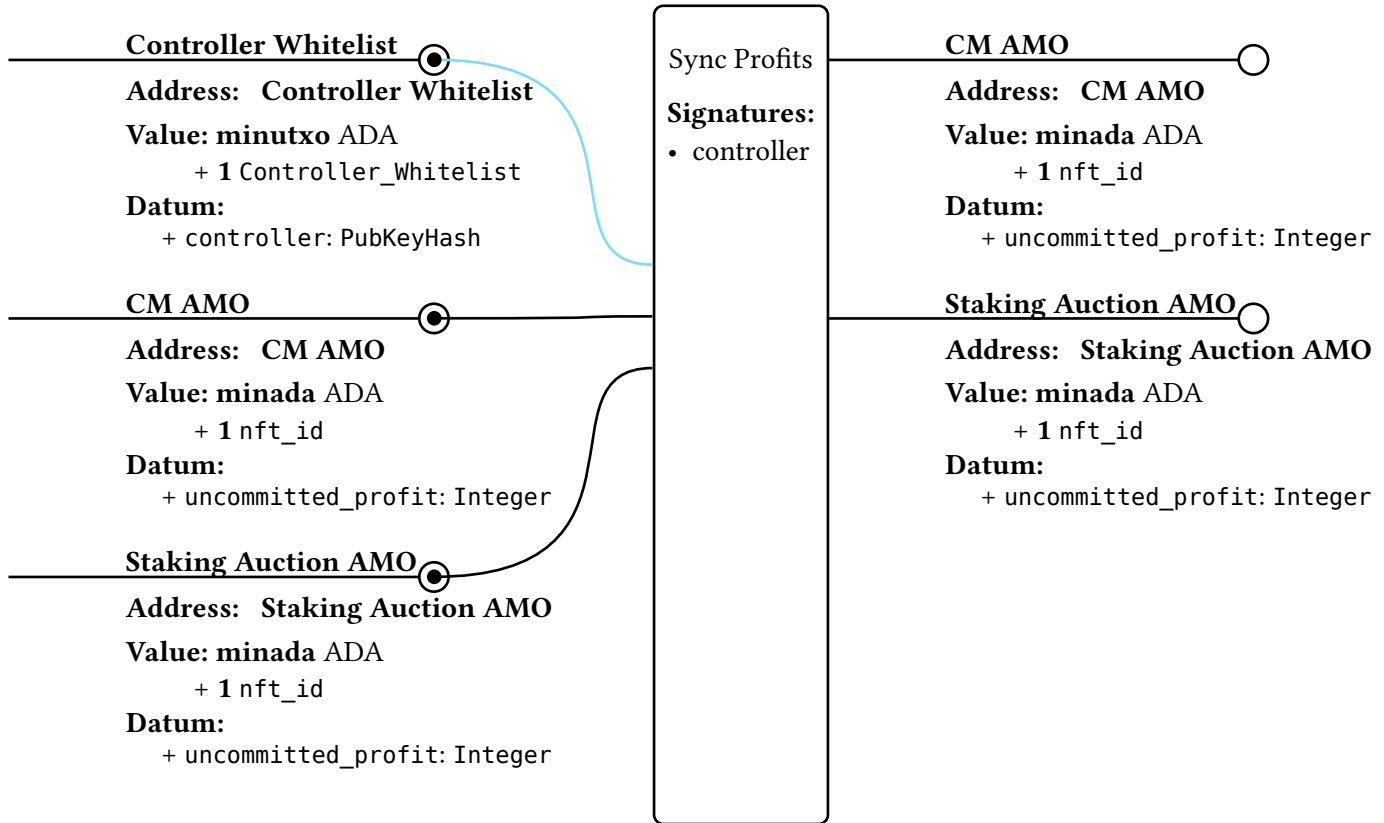 Controller Whitelist
Address: Controller Whitelist
Value: minutxo ADA
+ 1 Controller_Whitelist
Datum:
+ controller: PubKeyHash
CM AMO
Address: CM AMO
Value: minada ADA
+ 1 nft_id
Datum:
+ uncommitted_profit: Integer
Staking Auction AMO
Address: Staking Auction AMO
Value: minada ADA
+ 1 nft_id
Datum:
+ uncommitted_profit: Integer
Sync Profits
Signatures:
• controller
CM AMO
Address: CM AMO
Value: minada ADA
+ 1 nft_id
Datum:
+ uncommitted_profit: Integer
Staking Auction AMO
Address: Staking Auction AMO
Value: minada ADA
+ 1 nft_id
Datum:
+ uncommitted_profit: Integer